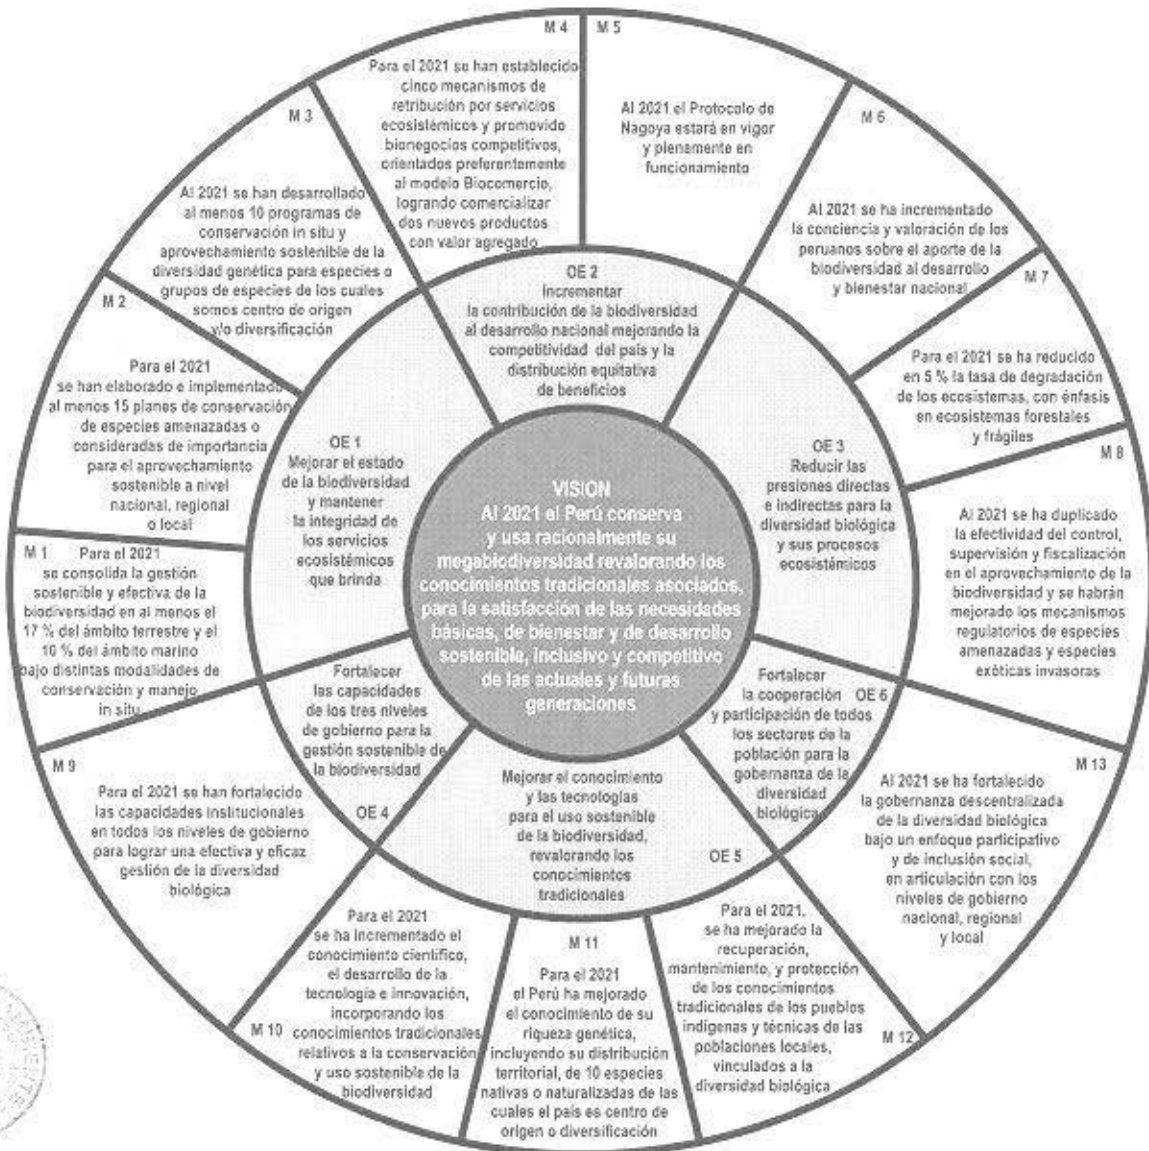 VISION
Al 2021 el Perú conserva
y usa racionalmente su
megabiodiversidad revalorando los
conocimientos tradicionales asociados,
para la satisfacción de las necesidades
básicas, de bienestar y de desarrollo
sostenible, inclusivo y competitivo
de las actuales y futuras
generaciones
OE 1
Mejorar el estado
de la biodiversidad
y mantener
la integridad de
los servicios
ecosistémicos
que brinda
OE 2
Incrementar
la contribución de la biodiversidad
al desarrollo nacional mejorando la
competitividad del país y la
distribución equitativa
de beneficios
OE 3
Reducir las
presiones directas
e indirectas para la
diversidad biológica
y sus procesos
ecosistémicos
Fortalecer
las capacidades
de los tres niveles
de gobierno para la
gestión sostenible de
la biodiversidad
OE 4
Mejorar el conocimiento
y las tecnologías
para el uso sostenible
de la biodiversidad,
revalorando los
conocimientos
tradicionales
OE 5
Fortalecer
la cooperación
OE 6
y participación de todos
los sectores de la
población para la
gobernanza de la
diversidad
biológica
M 1
Para el 2021
se consolida la gestión
sostenible y efectiva de la
biodiversidad en al menos el
17 % del ámbito terrestre y el
10 % del ámbito marino
bajo distintas modalidades de
conservación y manejo
in situ
M 2
Para el 2021
se han elaborado e implementado
al menos 15 planes de conservación
de especies amenazadas o
consideradas de importancia
para el aprovechamiento
sostenible a nivel
nacional, regional
o local
M 3
Al 2021 se han desarrollado
al menos 10 programas de
conservación in situ y
aprovechamiento sostenible de la
diversidad genética para especies o
grupos de especies de los cuales
somos centro de origen
y/o diversificación
M 4
Para el 2021 se han establecido
cinco mecanismos de
retribución por servicios
ecosistémicos y promovido
bionegocios competitivos,
orientados preferentemente
al modelo Biocomercio,
logrando comercializar
dos nuevos productos
con valor agregado
M 5
Al 2021 el Protocolo de
Nagoya estará en vigor
y plenamente en
funcionamiento
M 6
Al 2021 se ha incrementado
la conciencia y valoración de los
peruanos sobre el aporte de la
biodiversidad al desarrollo
y bienestar nacional
M 7
Para el 2021 se ha reducido
en 5 % la tasa de degradación
de los ecosistemas, con énfasis
en ecosistemas forestales
y frágiles
M 8
Al 2021 se ha duplicado
la efectividad del control,
supervisión y fiscalización
en el aprovechamiento de la
biodiversidad y se habrán
mejorado los mecanismos
regulatorios de especies
amenazadas y especies
exóticas invasoras
M 9
Para el 2021 se han fortalecido
las capacidades institucionales
en todos los niveles de gobierno
para lograr una efectiva y eficaz
gestión de la diversidad
biológica
Para el 2021
se ha incrementado el
conocimiento científico,
el desarrollo de la
tecnología e innovación,
incorporando los
M 10
conocimientos tradicionales
relativos a la conservación
y uso sostenible de la
biodiversidad
M 11
Para el 2021
el Perú ha mejorado
el conocimiento de su
riqueza genética,
incluyendo su distribución
territorial, de 10 especies
nativas o naturalizadas de las
cuales el país es centro de
origen o diversificación
Para el 2021,
se ha mejorado la
recuperación,
mantenimiento, y protección
de los conocimientos
tradicionales de los pueblos
indígenas y técnicas de las
poblaciones locales,
M 12
vinculados a la
diversidad biológica
M 13
Al 2021 se ha fortalecido
la gobernanza descentralizada
de la diversidad biológica
bajo un enfoque participativo
y de inclusión social,
en articulación con los
niveles de gobierno
nacional, regional
y local